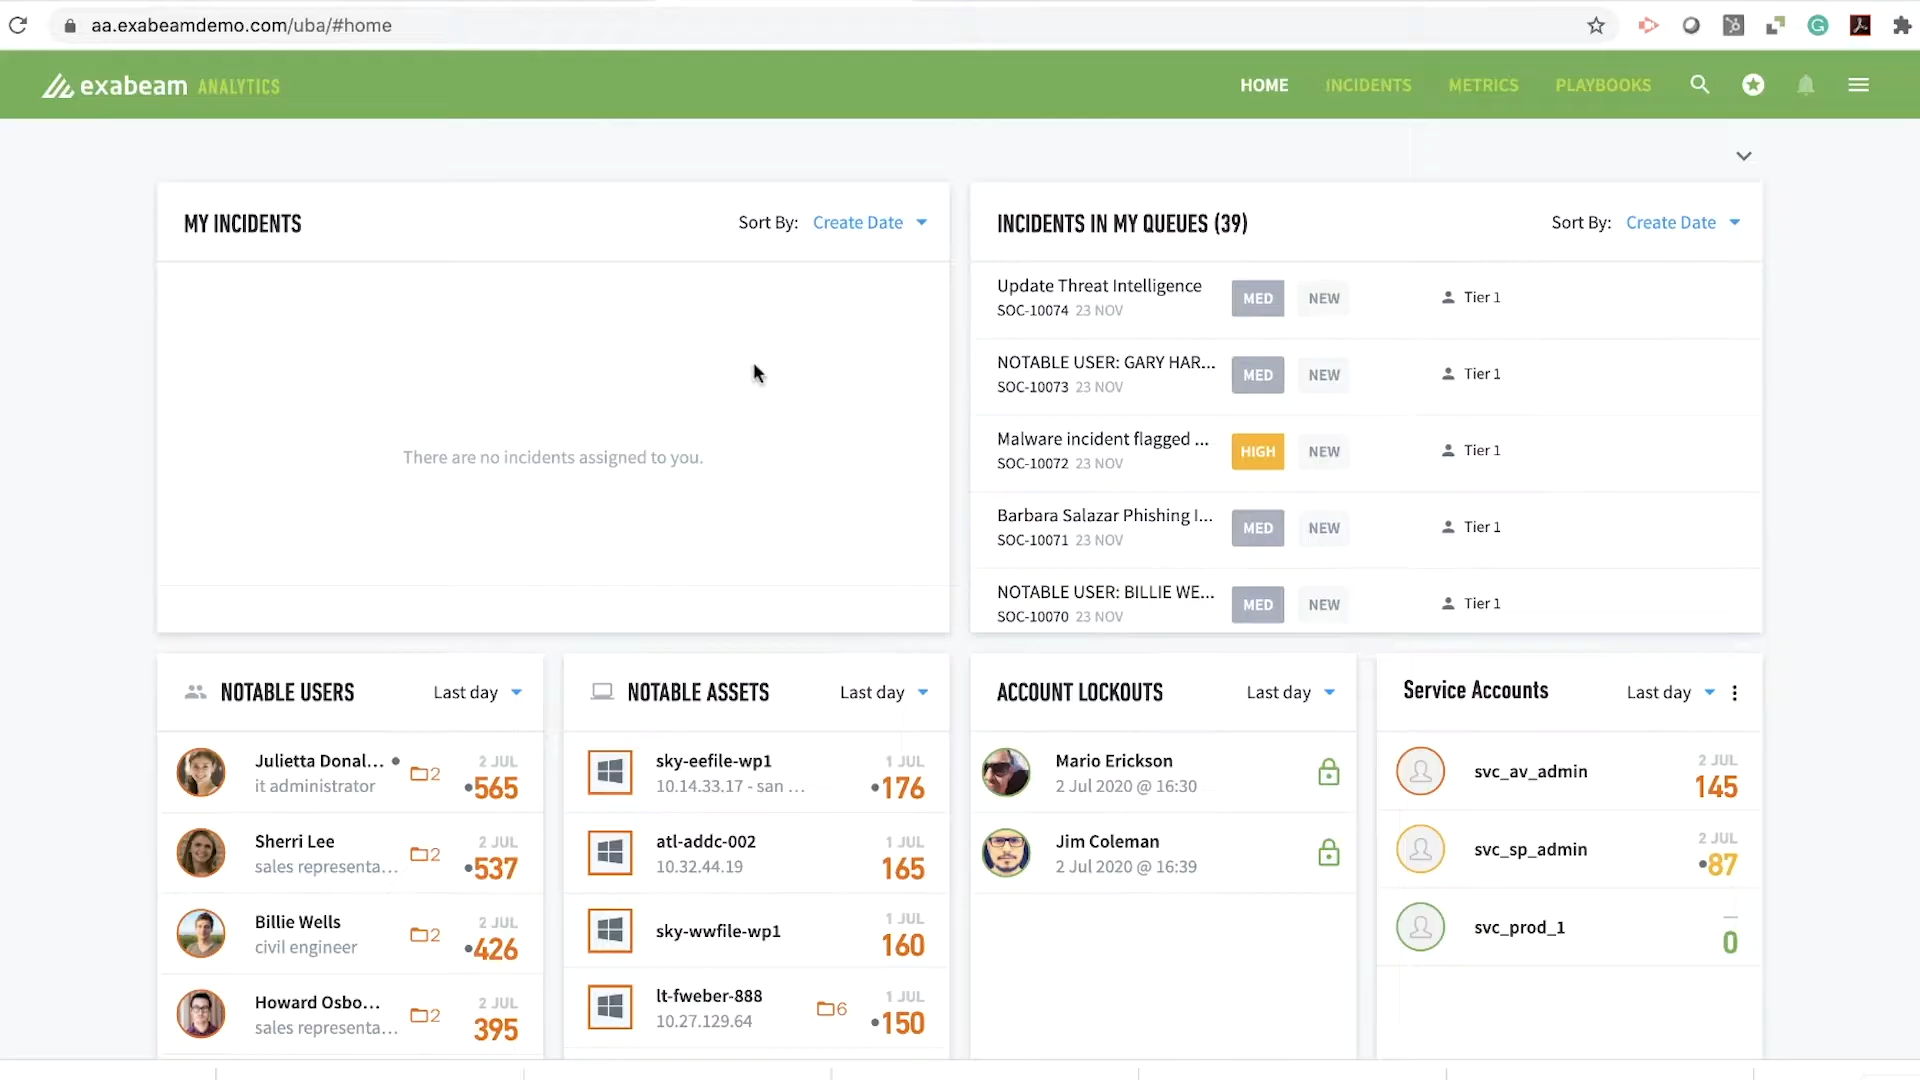 aa.exabeamdemo.com/uba/#home
exabeam ANALYTICS
HOME INCIDENTS METRICS PLAYBOOKS
MY INCIDENTS Sort By: Create Date
There are no incidents assigned to you.
INCIDENTS IN MY QUEUES (39) Sort By: Create Date
Update Threat Intelligence
SOC-10074 23 NOV MED NEW Tier 1
NOTABLE USER: GARY HAR...
SOC-10073 23 NOV MED NEW Tier 1
Malware incident flagged ...
SOC-10072 23 NOV HIGH NEW Tier 1
Barbara Salazar Phishing I...
SOC-10071 23 NOV MED NEW Tier 1
NOTABLE USER: BILLIE WE...
SOC-10070 23 NOV MED NEW Tier 1
NOTABLE USERS Last day
Julietta Donal... 2 2 JUL
it administrator 565
Sherri Lee 2 2 JUL
sales representa... 537
Billie Wells 2 2 JUL
civil engineer 426
Howard Osbo... 2 2 JUL
sales representa... 395
NOTABLE ASSETS Last day
sky-eefile-wp1 1 JUL
10.14.33.17 - san ... 176
atl-addc-002 1 JUL
10.32.44.19 165
sky-wwfile-wp1 1 JUL
160
lt-fweber-888 6 1 JUL
10.27.129.64 150
ACCOUNT LOCKOUTS Last day
Mario Erickson
2 Jul 2020 @ 16:30
Jim Coleman
2 Jul 2020 @ 16:39
Service Accounts Last day
svc_av_admin 2 JUL
145
svc_sp_admin 2 JUL
87
svc_prod_1 —
0